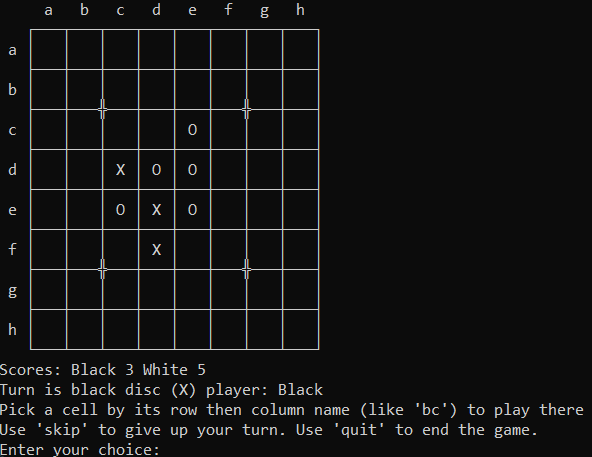 a b c d e f g h
a
b
c O
d X O O
e O X O
f X
g
h
Scores: Black 3 White 5
Turn is black disc (X) player: Black
Pick a cell by its row then column name (like 'bc') to play there
Use 'skip' to give up your turn. Use 'quit' to end the game.
Enter your choice: